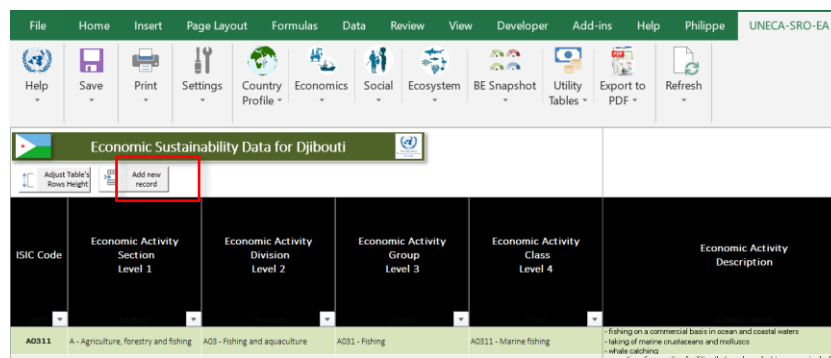 File Home Insert Page Layout Formulas Data Review View Developer Add-ins Help Philippe UNECA-SRO-EA
Help Save Print Settings Country Economics Social Ecosystem BE Snapshot Utility Export to Refresh
Profile Tables PDF
Economic Sustainability Data for Djibouti
Adjust Table's Add new
Rows Height record
Economic Activity Economic Activity Economic Activity Economic Activity Economic Activity
ISIC Code Section Division Group Class Description
Level 1 Level 2 Level 3 Level 4
- fishing on a commercial basis in ocean and coastal waters
A0311 A - Agriculture, forestry and fishing A03 - Fishing and aquaculture A031 - Fishing A0311 - Marine fishing - taking of marine crustaceans and molluscs
- whale catching